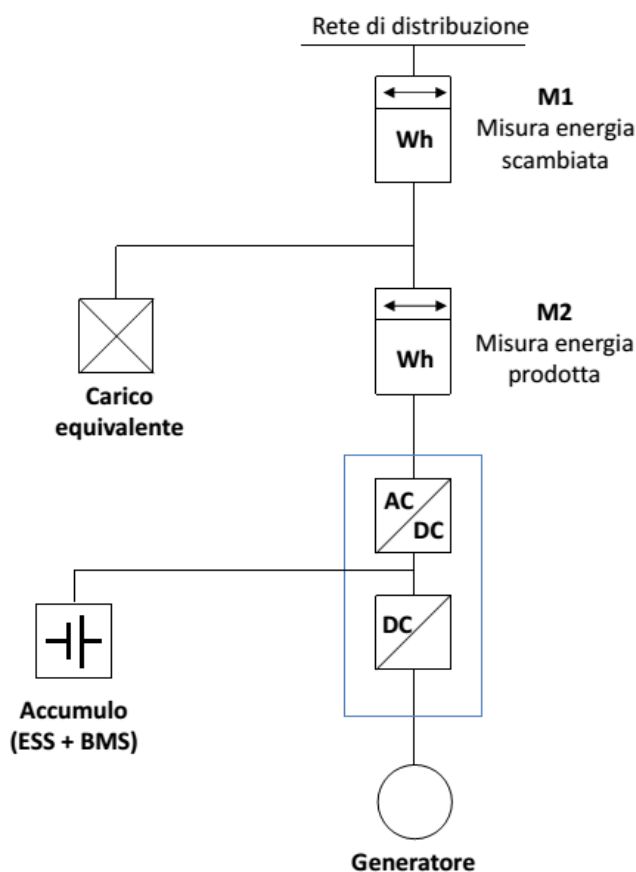 Rete di distribuzione
M1
Misura energia
scambiata
Wh
M2
Misura energia
prodotta
Wh
Carico
equivalente
AC
DC
DC
Accumulo
(ESS + BMS)
Generatore